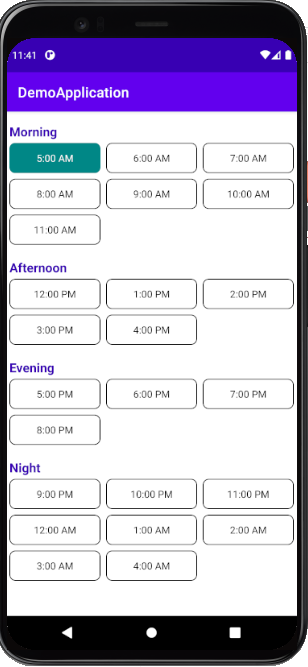 11:41
DemoApplication
Morning
5:00 AM 6:00 AM 7:00 AM
8:00 AM 9:00 AM 10:00 AM
11:00 AM
Afternoon
12:00 PM 1:00 PM 2:00 PM
3:00 PM 4:00 PM
Evening
5:00 PM 6:00 PM 7:00 PM
8:00 PM
Night
9:00 PM 10:00 PM 11:00 PM
12:00 AM 1:00 AM 2:00 AM
3:00 AM 4:00 AM